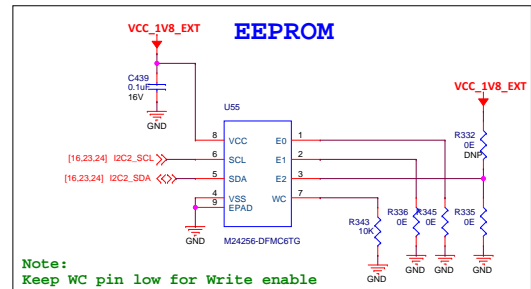 EEPROM
VCC_1V8_EXT
C439
0.1uF
16V
GND
VCC_1V8_EXT
R332
0E
DNP
U55
8 VCC E0 1
[16,23,24] I2C2_SCL 6 SCL E1 2
[16,23,24] I2C2_SDA 5 SDA E2 3
4 VSS WC 7
9 EPAD
M24256-DFMC6TG
GND
R343
10K
R336
0E
R345
0E
R335
0E
GND
GND
GND
GND
Note:
Keep WC pin low for Write enable